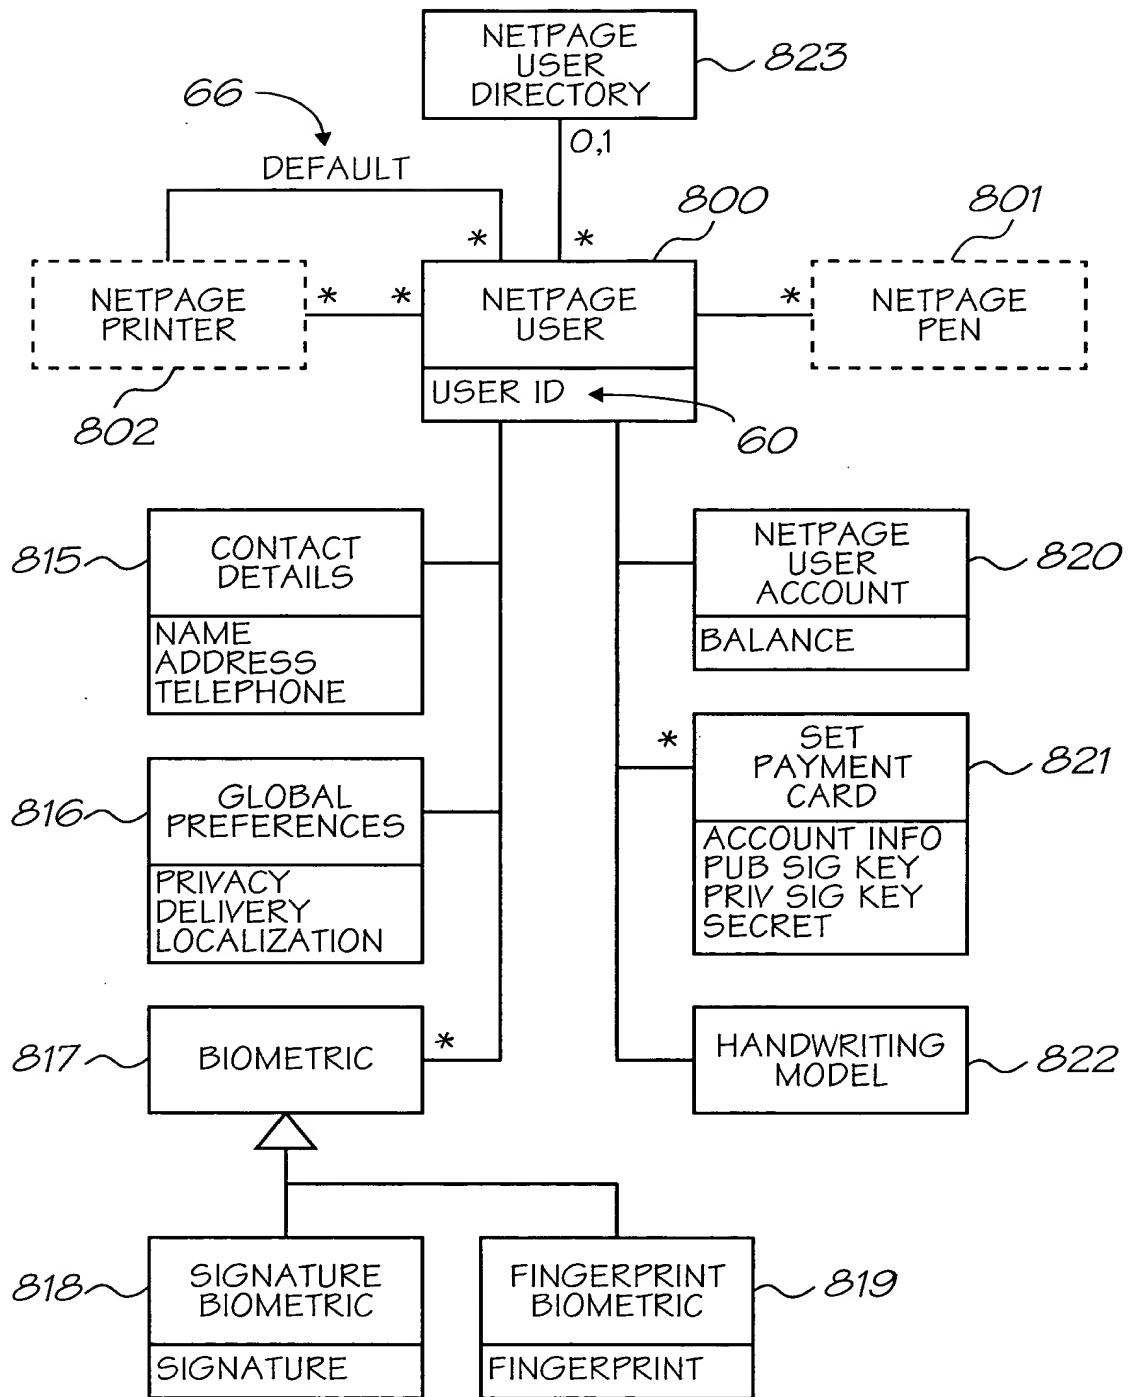 NETPAGE
USER
DIRECTORY
823
66
DEFAULT
0,1
* *
800
801
NETPAGE
PRINTER
* *
NETPAGE
USER
*
NETPAGE
PEN
802
USER ID
60
815
CONTACT
DETAILS
NAME
ADDRESS
TELEPHONE
NETPAGE
USER
ACCOUNT
820
BALANCE
816
GLOBAL
PREFERENCES
PRIVACY
DELIVERY
LOCALIZATION
*
SET
PAYMENT
CARD
821
ACCOUNT INFO
PUB SIG KEY
PRIV SIG KEY
SECRET
817
BIOMETRIC
*
HANDWRITING
MODEL
822
818
SIGNATURE
BIOMETRIC
SIGNATURE
FINGERPRINT
BIOMETRIC
819
FINGERPRINT